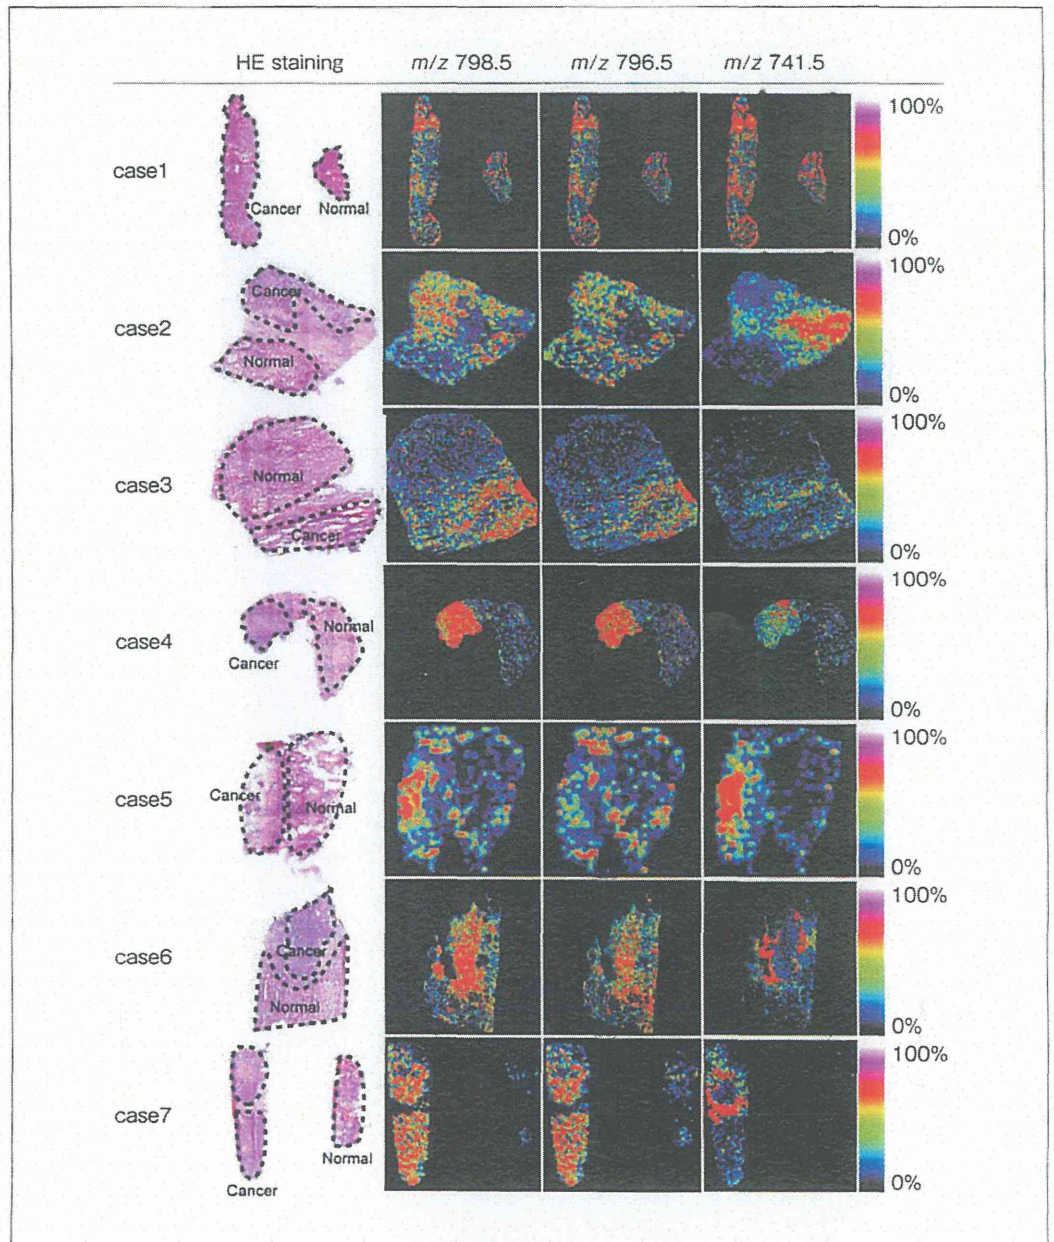 HE staining m/z 798.5 m/z 796.5 m/z 741.5
100%
case1
Cancer Normal
0%
100%
Cancer
case2
Normal
0%
100%
case3
Normal
Cancer
0%
100%
case4
Normal
Cancer
0%
100%
case5
Cancer
Normal
0%
100%
case6
Cancer
Normal
0%
100%
case7
Normal
Cancer
0%